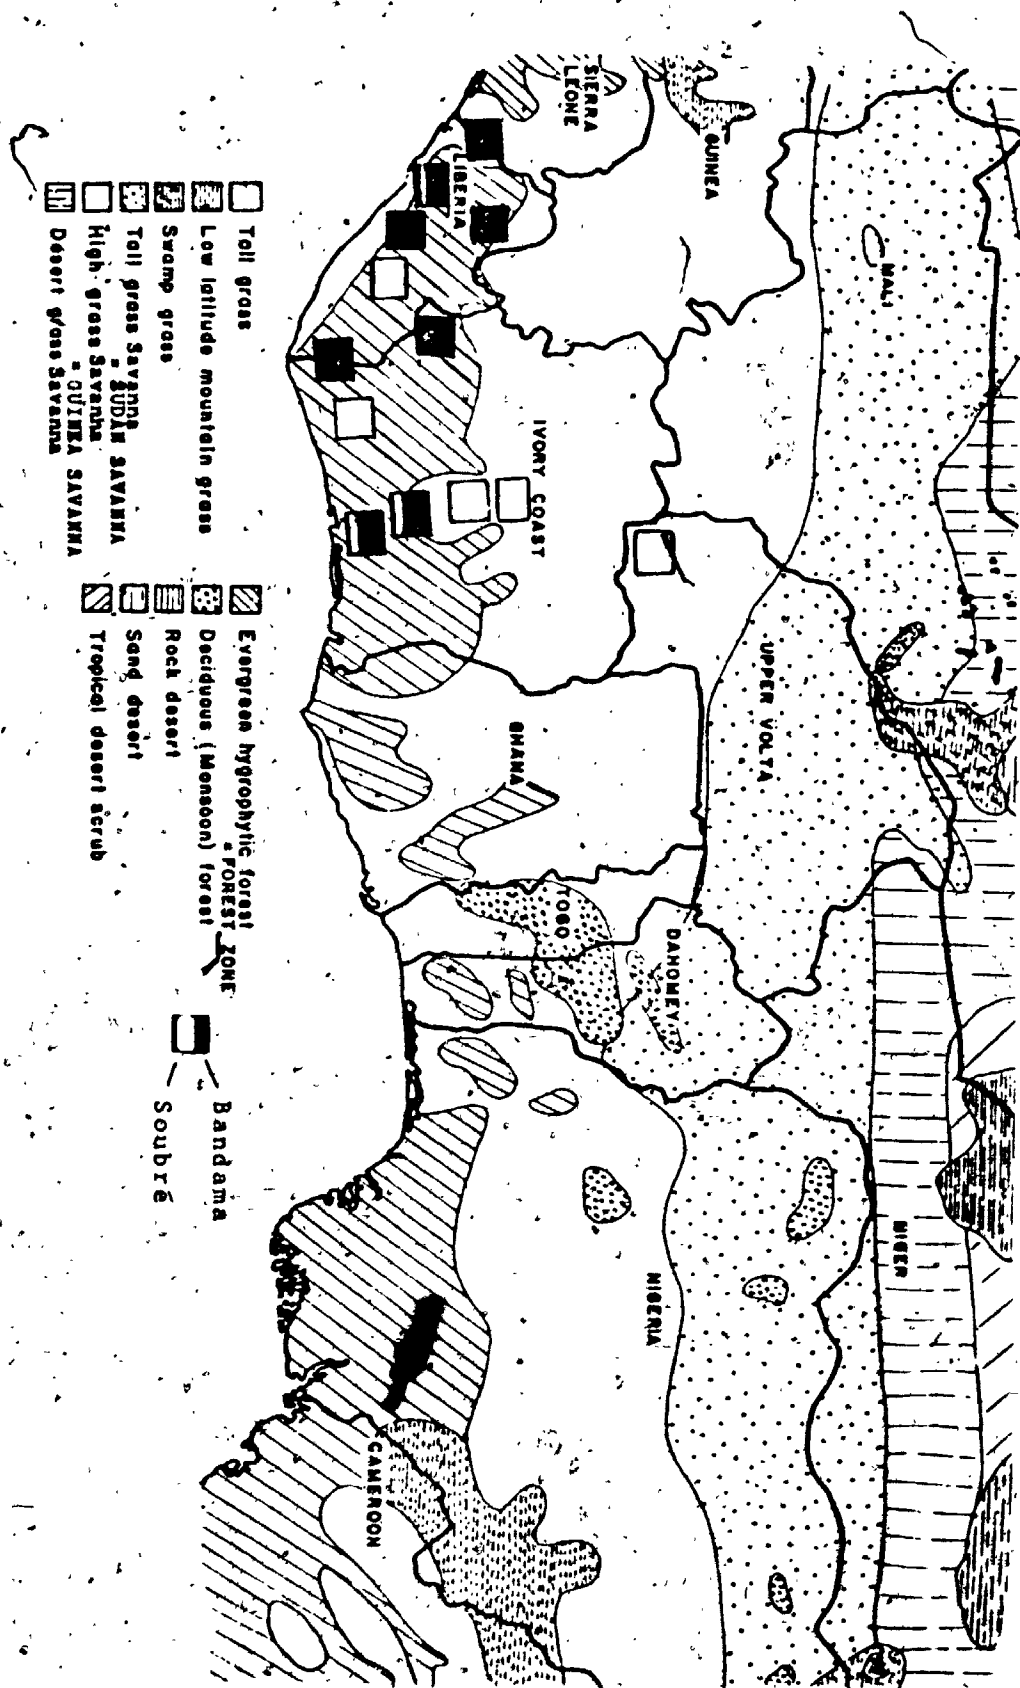 SIERRA
LEONE
GUINEA
MALI
LIBERIA
IVORY COAST
UPPER VOLTA
GHANA
TOGO
DAHOMEY
NIGER
NIGERIA
CAMEROON
Tall grass
Low latitude mountain grass
Swamp grass
Tall grass Savanna
= SUDAN SAVANNA
High grass Savanna
= GUINEA SAVANNA
Desert grass Savanna
Evergreen hygrophytic forest
= FOREST ZONE
Deciduous (Monsoon) forest
Rock desert
Sand desert
Tropical desert scrub
Bandama
Soubré